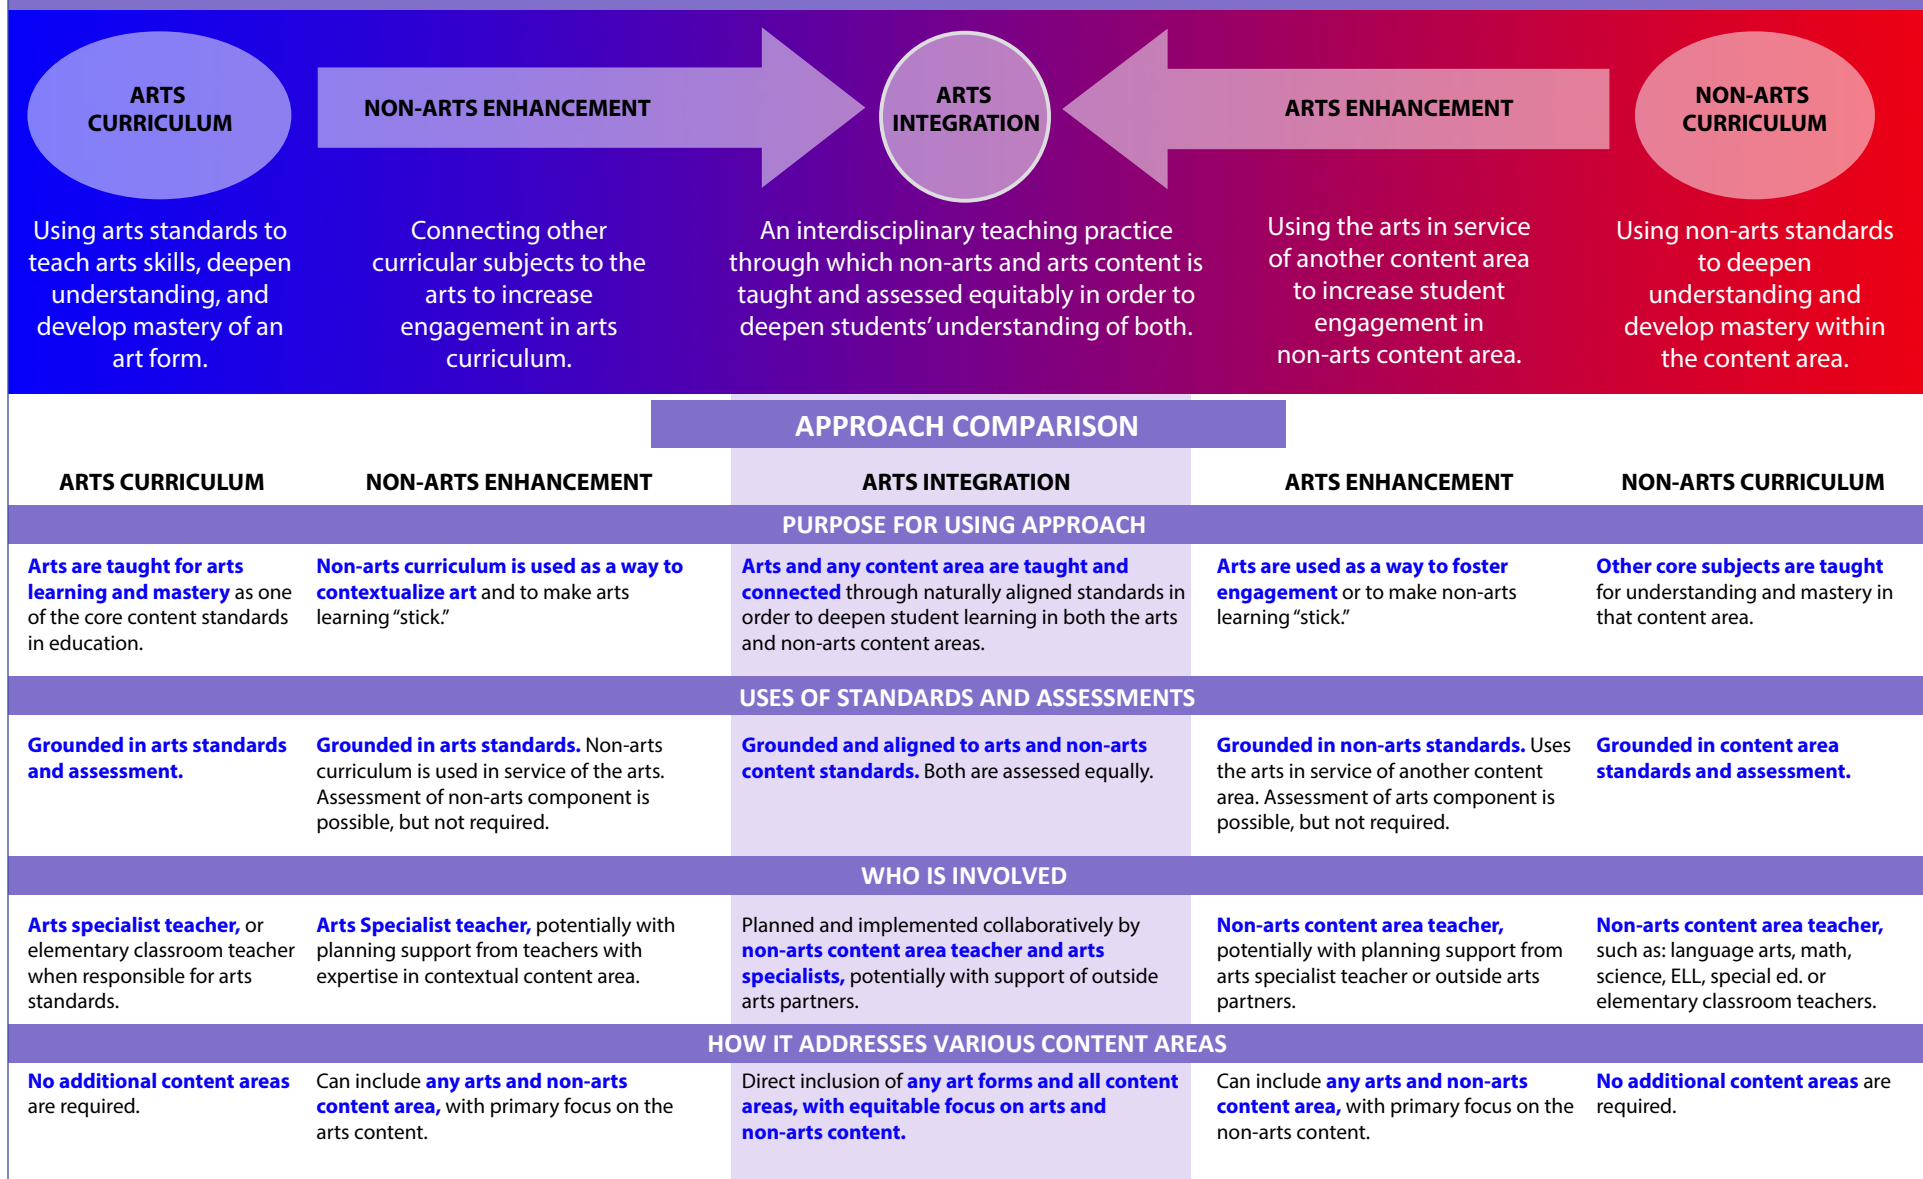 ARTS
CURRICULUM
NON-ARTS ENHANCEMENT
ARTS
INTEGRATION
ARTS ENHANCEMENT
NON-ARTS
CURRICULUM
Using arts standards to
teach arts skills, deepen
understanding, and
develop mastery of an
art form.
Connecting other
curricular subjects to the
arts to increase
engagement in arts
curriculum.
An interdisciplinary teaching practice
through which non-arts and arts content is
taught and assessed equitably in order to
deepen students’ understanding of both.
Using the arts in service
of another content area
to increase student
engagement in
non-arts content area.
Using non-arts standards
to deepen
understanding and
develop mastery within
the content area.
APPROACH COMPARISON
ARTS CURRICULUM
NON-ARTS ENHANCEMENT
ARTS INTEGRATION
ARTS ENHANCEMENT
NON-ARTS CURRICULUM
PURPOSE FOR USING APPROACH
Arts are taught for arts
learning and mastery as one
of the core content standards
in education.
Non-arts curriculum is used as a way to
contextualize art and to make arts
learning “stick.”
Arts and any content area are taught and
connected through naturally aligned standards in
order to deepen student learning in both the arts
and non-arts content areas.
Arts are used as a way to foster
engagement or to make non-arts
learning “stick.”
Other core subjects are taught
for understanding and mastery in
that content area.
USES OF STANDARDS AND ASSESSMENTS
Grounded in arts standards
and assessment.
Grounded in arts standards. Non-arts
curriculum is used in service of the arts.
Assessment of non-arts component is
possible, but not required.
Grounded and aligned to arts and non-arts
content standards. Both are assessed equally.
Grounded in non-arts standards. Uses
the arts in service of another content
area. Assessment of arts component is
possible, but not required.
Grounded in content area
standards and assessment.
WHO IS INVOLVED
Arts specialist teacher, or
elementary classroom teacher
when responsible for arts
standards.
Arts Specialist teacher, potentially with
planning support from teachers with
expertise in contextual content area.
Planned and implemented collaboratively by
non-arts content area teacher and arts
specialists, potentially with support of outside
arts partners.
Non-arts content area teacher,
potentially with planning support from
arts specialist teacher or outside arts
partners.
Non-arts content area teacher,
such as: language arts, math,
science, ELL, special ed. or
elementary classroom teachers.
HOW IT ADDRESSES VARIOUS CONTENT AREAS
No additional content areas
are required.
Can include any arts and non-arts
content area, with primary focus on the
arts content.
Direct inclusion of any art forms and all content
areas, with equitable focus on arts and
non-arts content.
Can include any arts and non-arts
content area, with primary focus on the
non-arts content.
No additional content areas are
required.